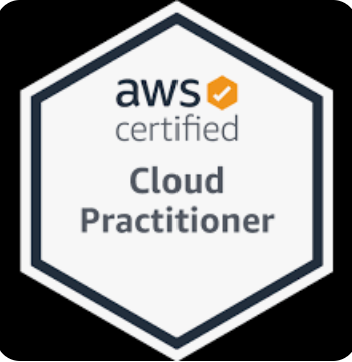 aws
certified
Cloud
Practitioner